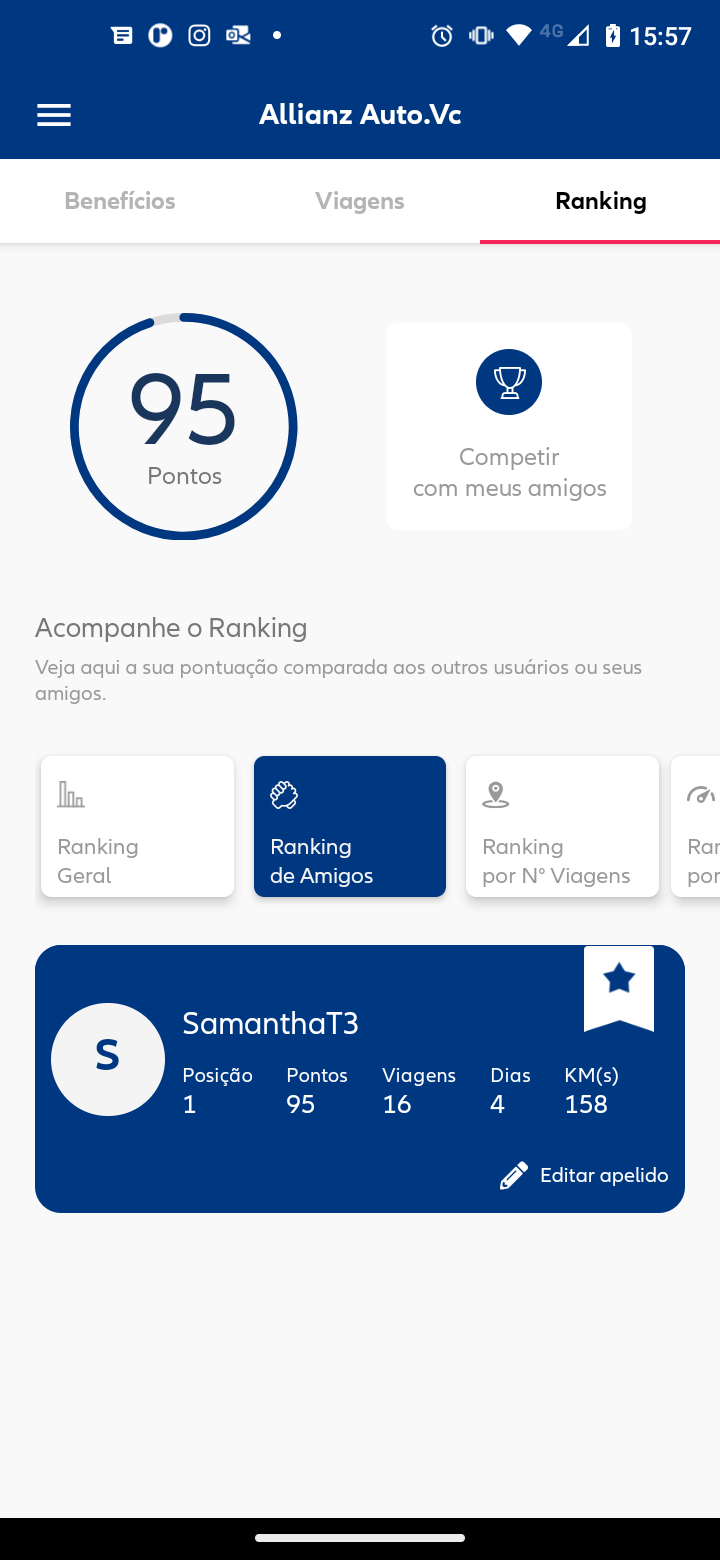 4G 15:57
Allianz Auto.Vc
Benefícios Viagens Ranking
95
Pontos
Competir
com meus amigos
Acompanhe o Ranking
Veja aqui a sua pontuação comparada aos outros usuários ou seus
amigos.
Ranking
Geral
Ranking
de Amigos
Ranking
por N° Viagens
Ran
por
S
SamanthaT3
Posição Pontos Viagens Dias KM(s)
1 95 16 4 158
Editar apelido